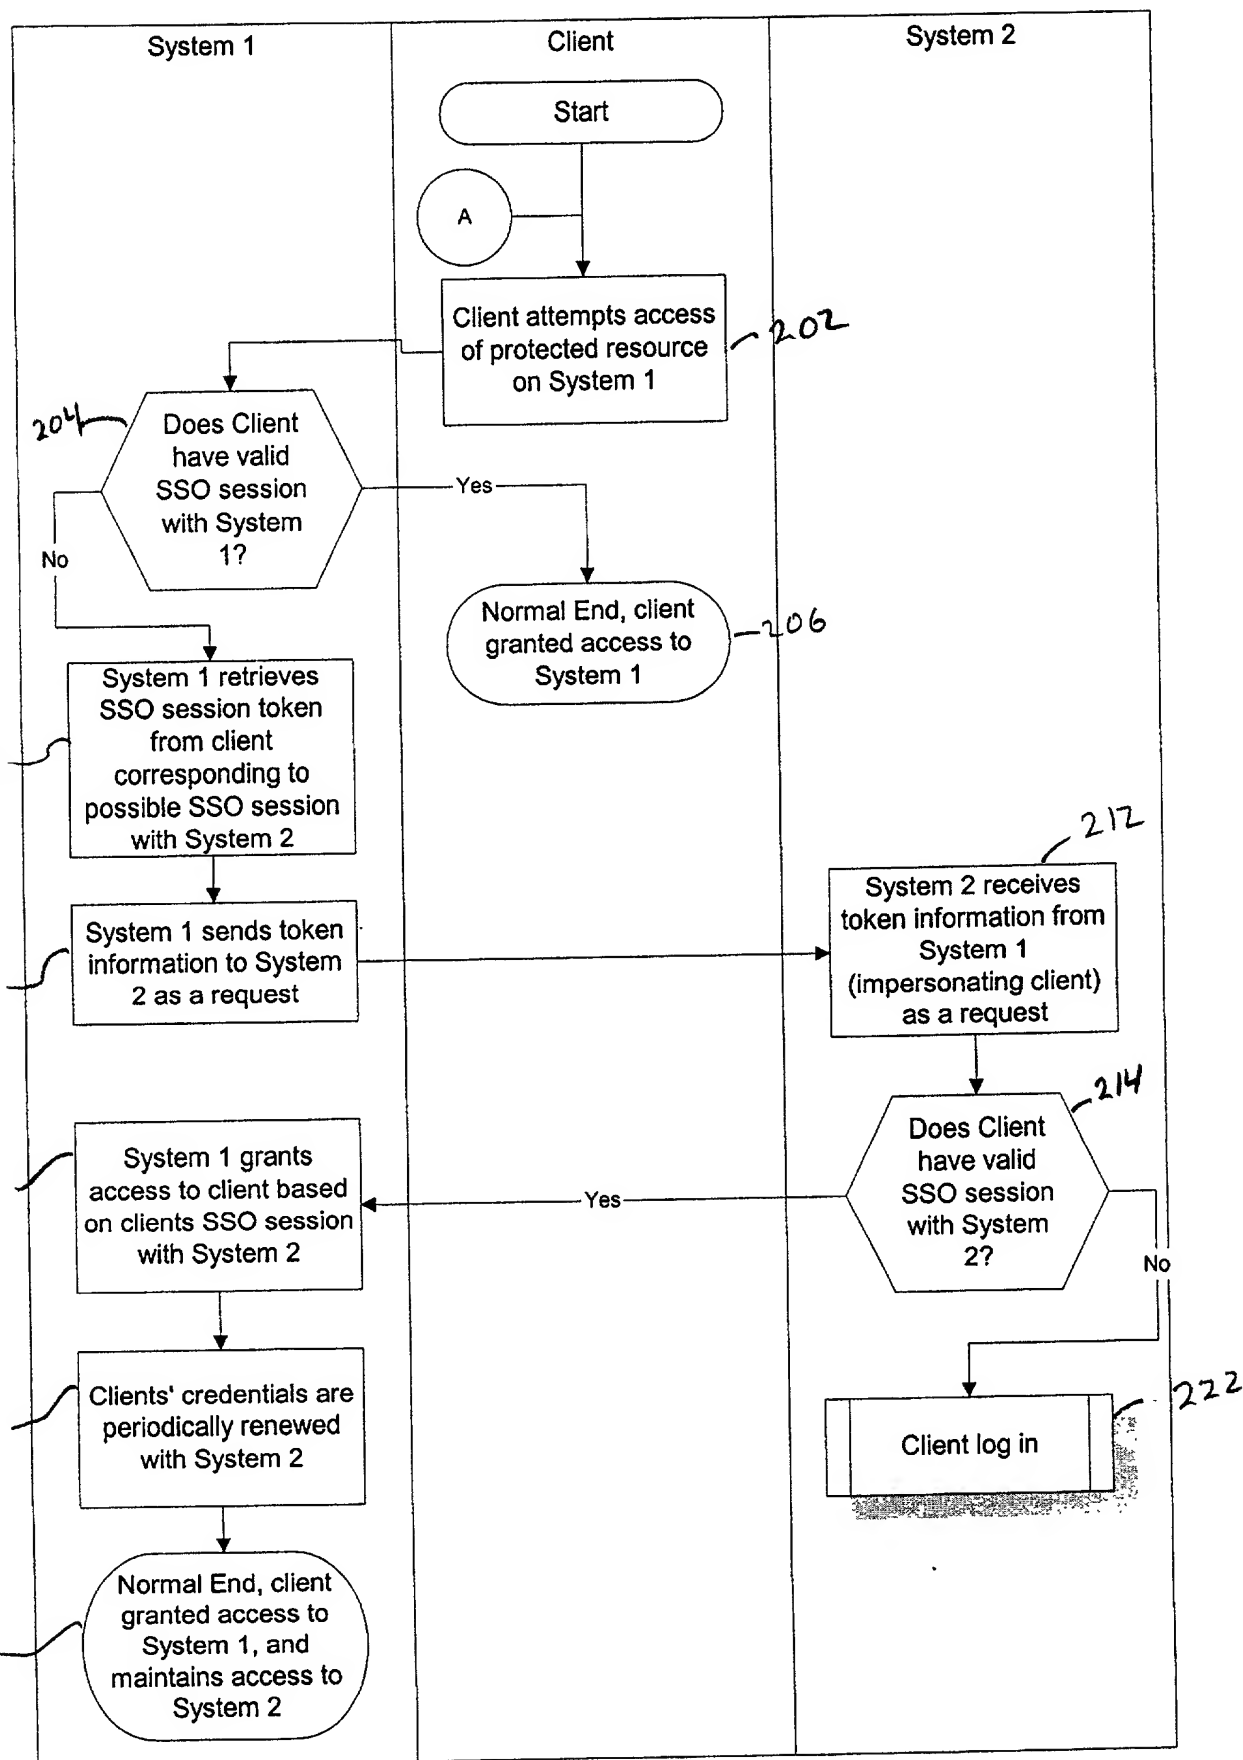 System 1
Client
System 2
Start
A
Client attempts access
of protected resource
on System 1
202
204
Does Client
have valid
SSO session
with System
1?
Yes
No
Normal End, client
granted access to
System 1
206
System 1 retrieves
SSO session token
from client
corresponding to
possible SSO session
with System 2
212
System 1 sends token
information to System
2 as a request
System 2 receives
token information from
System 1
(impersonating client)
as a request
214
System 1 grants
access to client based
on clients SSO session
with System 2
Yes
Does Client
have valid
SSO session
with System
2?
No
Clients' credentials are
periodically renewed
with System 2
222
Client log in
Normal End, client
granted access to
System 1, and
maintains access to
System 2